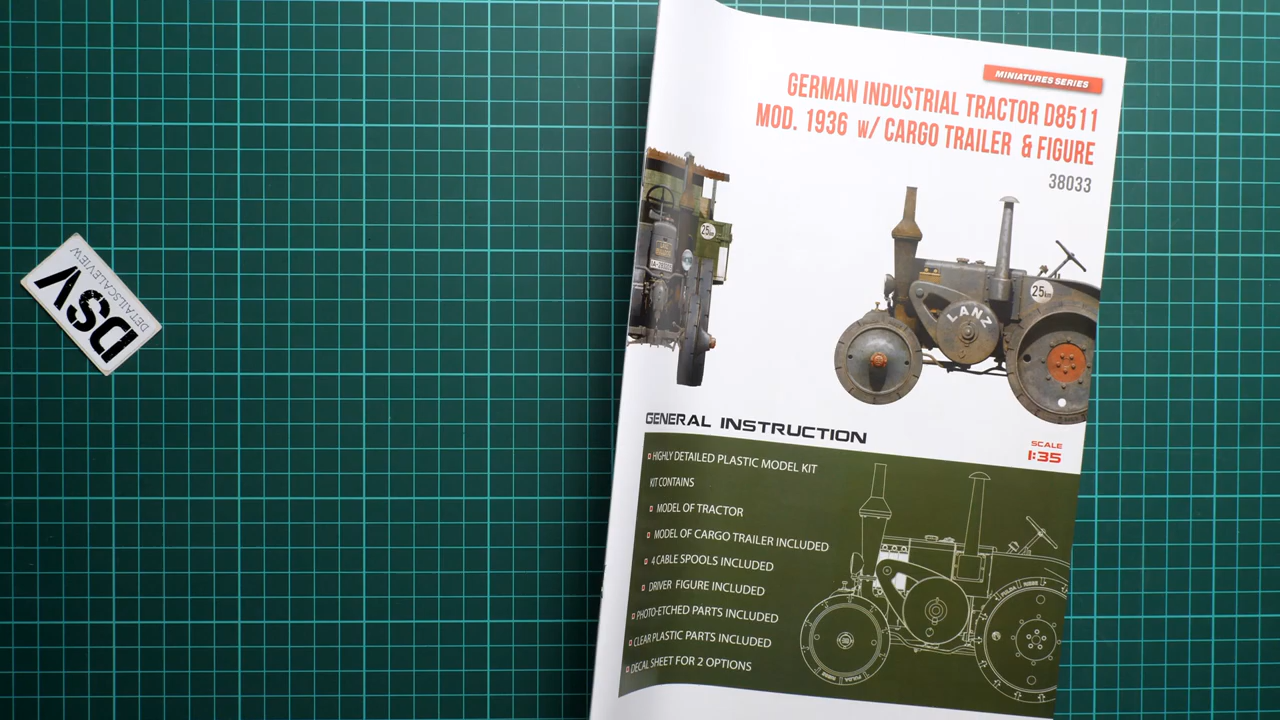 MINIATURES SERIES
GERMAN INDUSTRIAL TRACTOR D8511
MOD. 1936 w/ CARGO TRAILER & FIGURE
38033
25km
25km
LANZ
GENERAL INSTRUCTION
SCALE
1:35
HIGHLY DETAILED PLASTIC MODEL KIT
KIT CONTAINS
MODEL OF TRACTOR
MODEL OF CARGO TRAILER INCLUDED
4 CABLE SPOOLS INCLUDED
DRIVER FIGURE INCLUDED
PHOTO-ETCHED PARTS INCLUDED
CLEAR PLASTIC PARTS INCLUDED
DECAL SHEET FOR 2 OPTIONS
DSV
DETAILSCALEVIEW